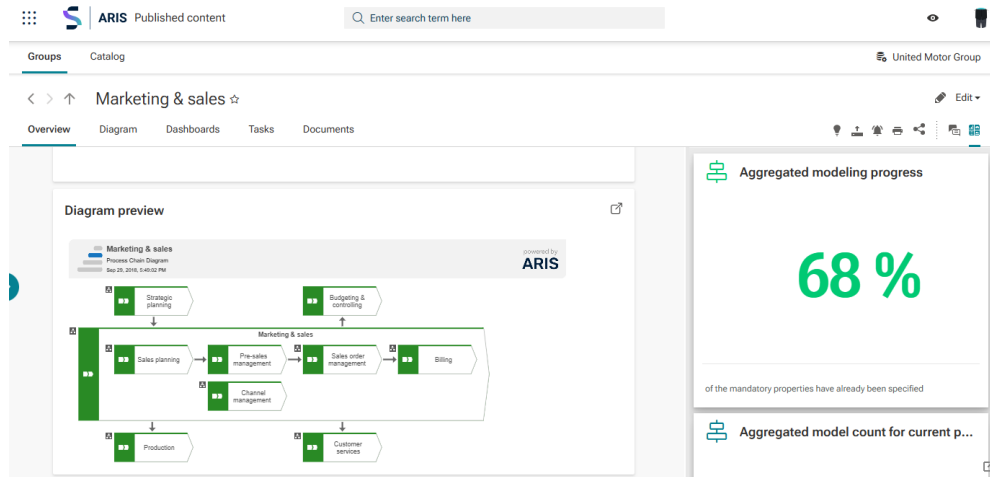 ARIS Published content
Enter search term here
Groups
Catalog
United Motor Group
Marketing & sales
Edit
Overview
Diagram
Dashboards
Tasks
Documents
Diagram preview
Marketing & sales
Process Chain Diagram
Sep 29, 2016, 5:49:02 PM
powered by
ARIS
Strategic
planning
Budgeting &
controlling
Marketing & sales
Sales planning
Pre-sales
management
Sales order
management
Billing
Channel
management
Production
Customer
services
Aggregated modeling progress
68 %
of the mandatory properties have already been specified
Aggregated model count for current p...